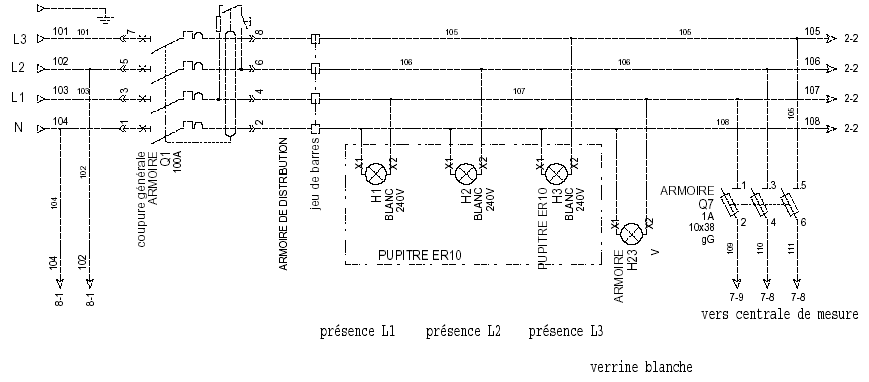 L3 101 101 7 8 105 105 105 2-2
L2 102 5 6 106 106 106 2-2
L1 103 103 3 4 107 107 2-2
N 104 1 2 108 2-2
coupure générale
ARMOIRE
Q1
100A
ARMOIRE DE DISTRIBUTION
jeu de barres
X1 X2
H1
BLANC
240V
X1 X2
H2
BLANC
240V
X1 X2
H3
BLANC
240V
PUPITRE ER10
PUPITRE ER10
X1 X2
ARMOIRE
H23
V
108 105
ARMOIRE
Q7
1A
10x38
gG
1 3 5
2 4 6
104 102
109 110 111
104 102
8-1 8-1
7-9 7-8 7-8
vers centrale de mesure
présence L1 présence L2 présence L3
verrine blanche